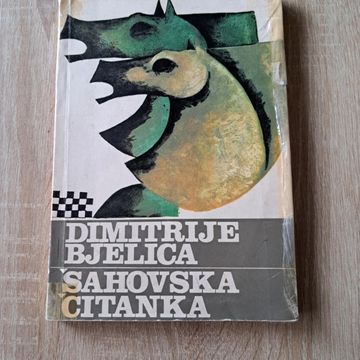 DIMITRIJE
BJELICA
ŠAHOVSKA
ČITANKA